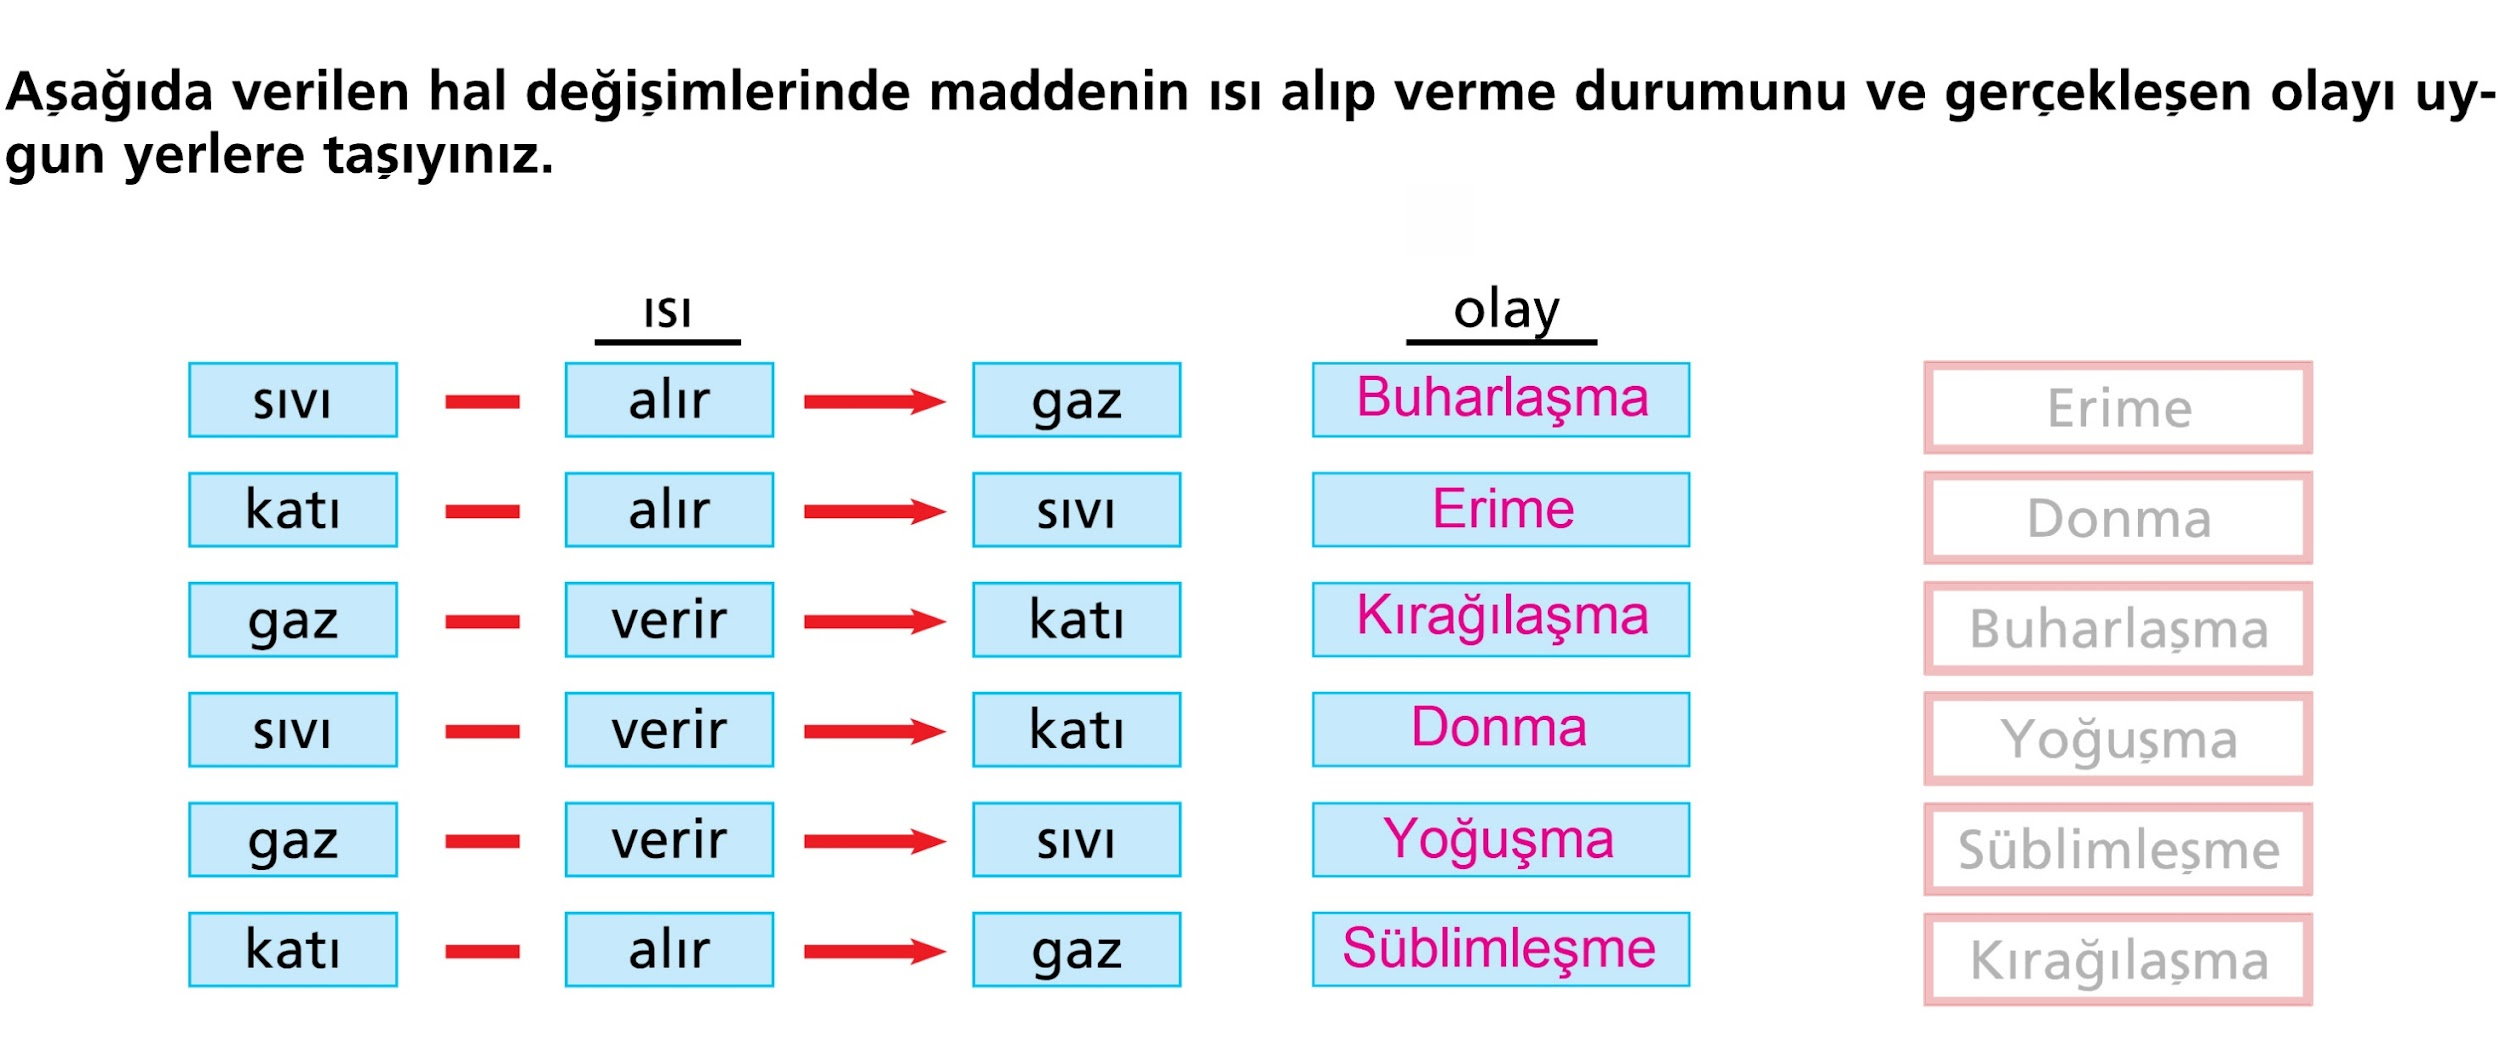 Aşağıda verilen hal değişimlerinde maddenin ısı alıp verme durumunu ve gerçekleşen olayı uy-
gun yerlere taşıyınız.
ısı olay
sıvı alır gaz Buharlaşma Erime
katı alır sıvı Erime Donma
gaz verir katı Kırağılaşma Buharlaşma
sıvı verir katı Donma Yoğuşma
gaz verir sıvı Yoğuşma Süblimleşme
katı alır gaz Süblimleşme Kırağılaşma